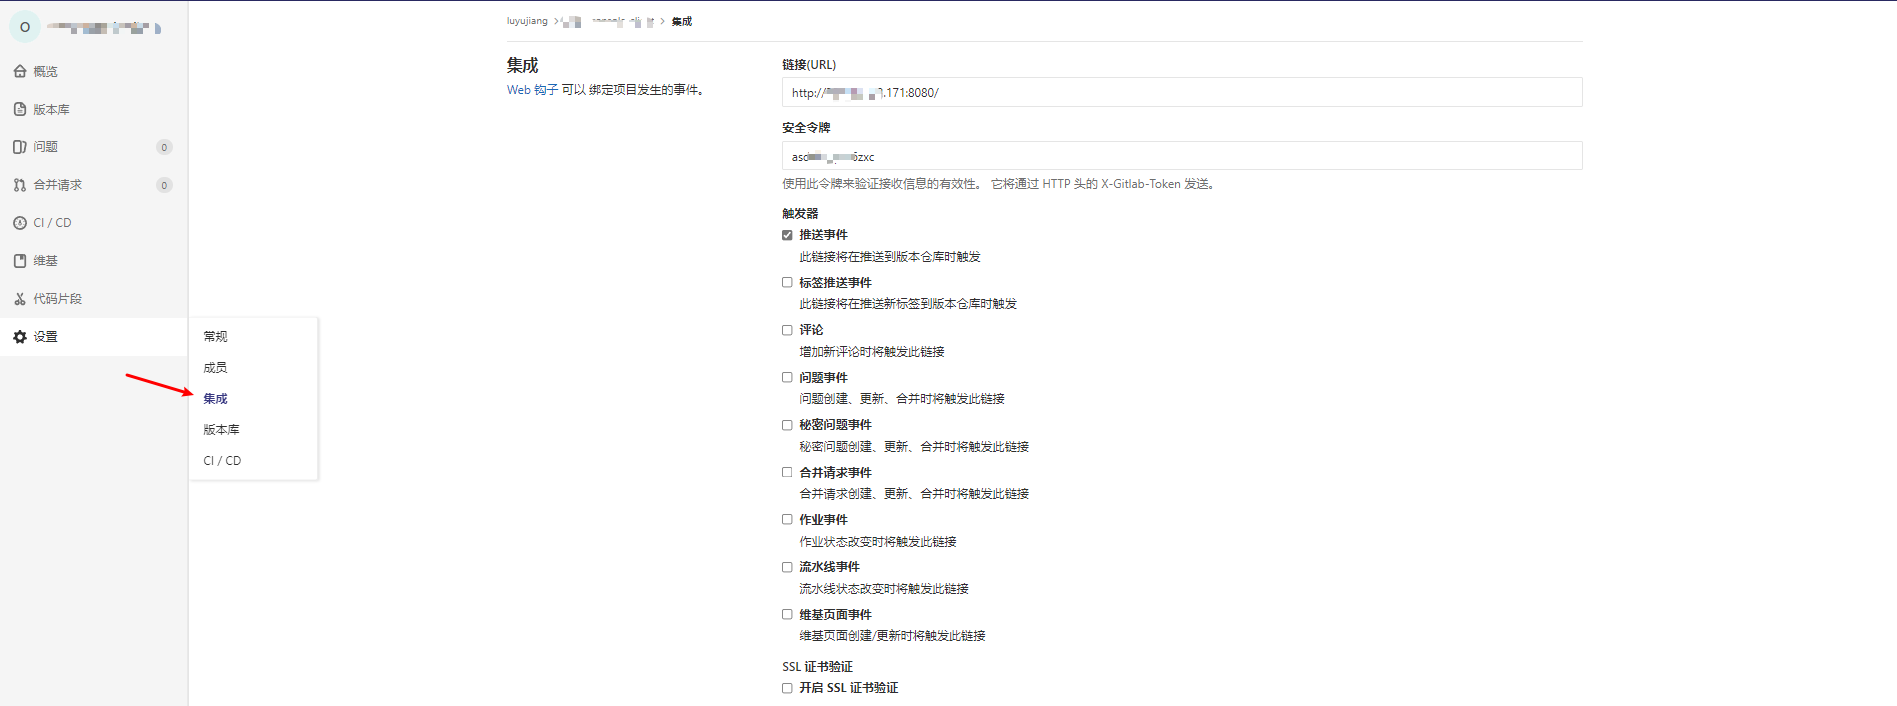 O
概览
版本库
问题
0
合并请求
0
CI / CD
维基
代码片段
设置
常规
成员
集成
版本库
CI / CD
luyujiang > > 集成
集成
Web 钩子 可以 绑定项目发生的事件。
链接(URL)
http:// .171:8080/
安全令牌
asd zxc
使用此令牌来验证接收信息的有效性。 它将通过 HTTP 头的 X-Gitlab-Token 发送。
触发器
推送事件
此链接将在推送到版本仓库时触发
标签推送事件
此链接将在推送新标签到版本仓库时触发
评论
增加新评论时将触发此链接
问题事件
问题创建、更新、合并时将触发此链接
秘密问题事件
秘密问题创建、更新、合并时将触发此链接
合并请求事件
合并请求创建、更新、合并时将触发此链接
作业事件
作业状态改变时将触发此链接
流水线事件
流水线状态改变时将触发此链接
维基页面事件
维基页面创建/更新时将触发此链接
SSL 证书验证
开启 SSL 证书验证